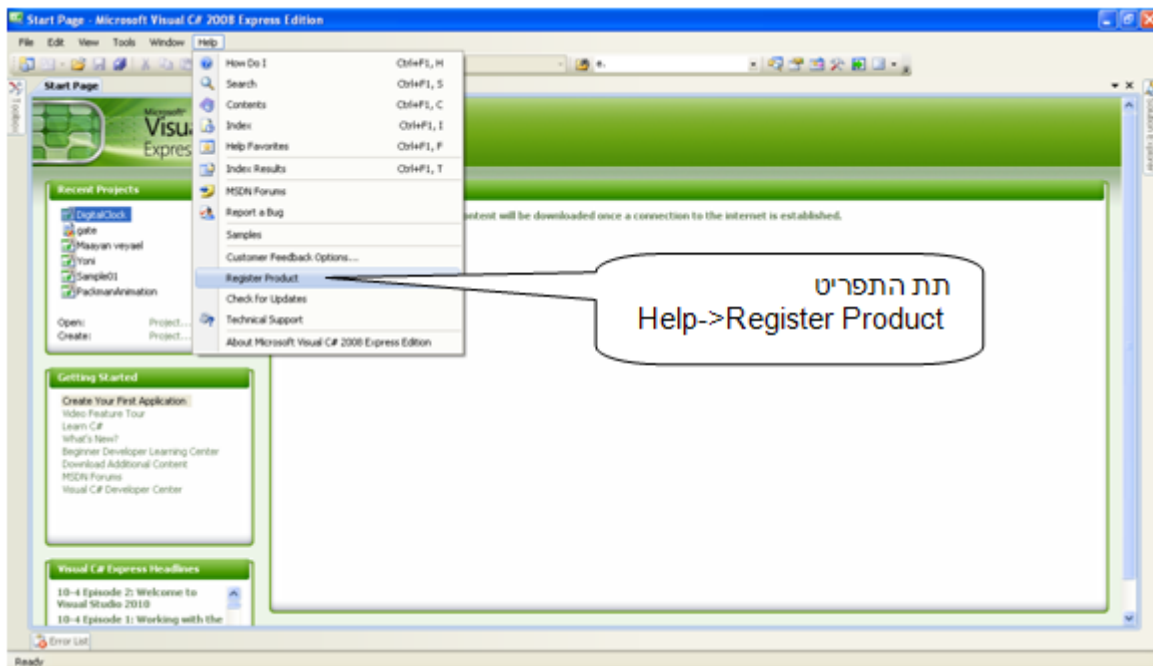 Start Page - Microsoft Visual C# 2008 Express Edition
File Edit View Tools Window Help
How Do I Ctrl+F1, H
Search Ctrl+F1, S
Contents Ctrl+F1, C
Index Ctrl+F1, I
Help Favorites Ctrl+F1, F
Index Results Ctrl+F1, T
MSDN Forums
Report a Bug
Samples
Customer Feedback Options...
Register Product
Check for Updates
Technical Support
About Microsoft Visual C# 2008 Express Edition
e.
Toolbox
Start Page
Solution Explorer
Microsoft
Visu
Expres
Recent Projects
DigitalClock
gate
Maayan veyael
Yoni
Sample01
PackmanAnimation
Open: Project...
Create: Project...
ontent will be downloaded once a connection to the internet is established.
תת התפריט
Help->Register Product
Getting Started
Create Your First Application
Video Feature Tour
Learn C#
What's New?
Beginner Developer Learning Center
Download Additional Content
MSDN Forums
Visual C# Developer Center
Visual C# Express Headlines
10-4 Episode 2: Welcome to
Visual Studio 2010
10-4 Episode 1: Working with the
Error List
Ready